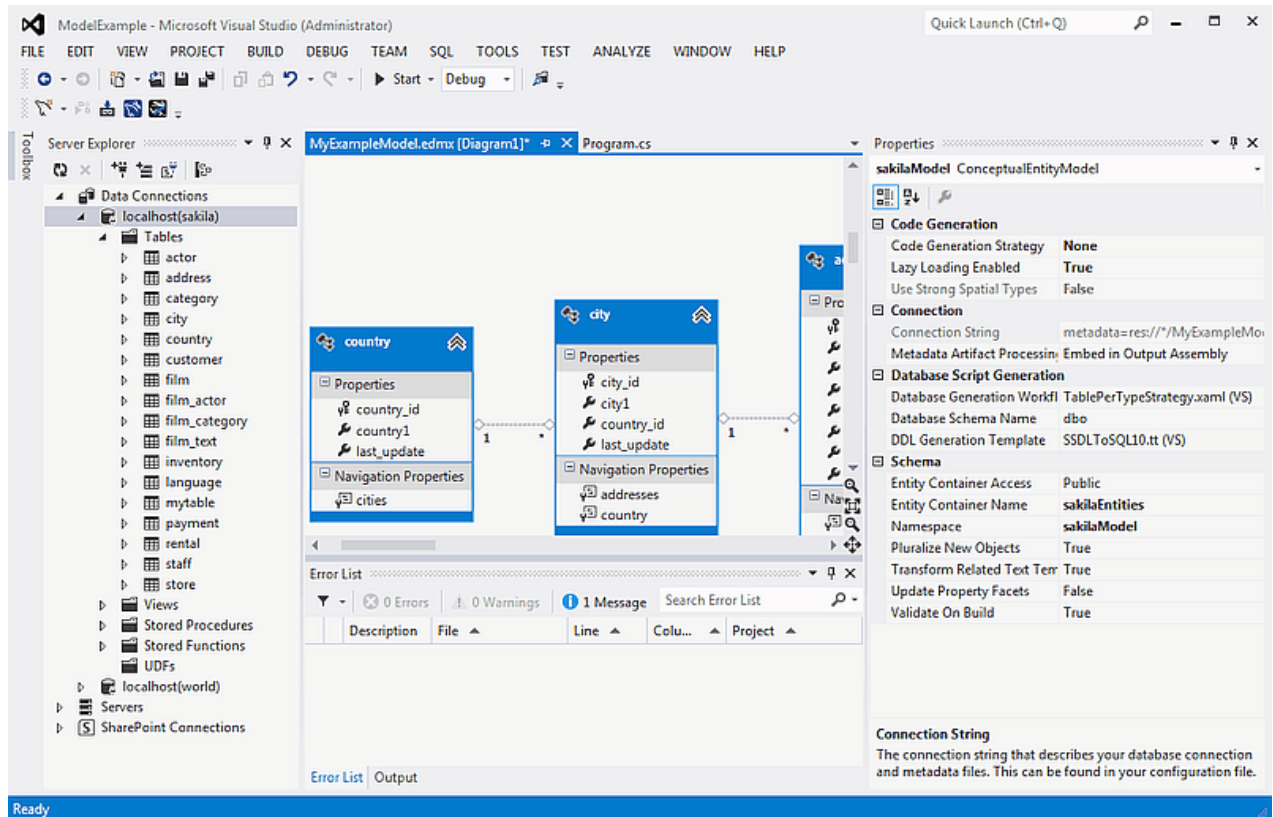 ModelExample - Microsoft Visual Studio (Administrator)
Quick Launch (Ctrl+Q)
FILE EDIT VIEW PROJECT BUILD DEBUG TEAM SQL TOOLS TEST ANALYZE WINDOW HELP
Start Debug
Toolbox
Server Explorer
Data Connections
localhost(sakila)
Tables
actor
address
category
city
country
customer
film
film_actor
film_category
film_text
inventory
language
mytable
payment
rental
staff
store
Views
Stored Procedures
Stored Functions
UDFs
localhost(world)
Servers
SharePoint Connections
MyExampleModel.edmx [Diagram1]* Program.cs
country
Properties
country_id
country1
last_update
Navigation Properties
cities
1 *
city
Properties
city_id
city1
country_id
last_update
Navigation Properties
addresses
country
1 *
Error List
0 Errors 0 Warnings 1 Message Search Error List
Description File Line Colu... Project
Error List Output
Properties
sakilaModel ConceptualEntityModel
Code Generation
Code Generation Strategy None
Lazy Loading Enabled True
Use Strong Spatial Types False
Connection
Connection String metadata=res://*/MyExampleMo
Metadata Artifact Processin Embed in Output Assembly
Database Script Generation
Database Generation Workfl TablePerTypeStrategy.xaml (VS)
Database Schema Name dbo
DDL Generation Template SSDLToSQL10.tt (VS)
Schema
Entity Container Access Public
Entity Container Name sakilaEntities
Namespace sakilaModel
Pluralize New Objects True
Transform Related Text Tem True
Update Property Facets False
Validate On Build True
Connection String
The connection string that describes your database connection
and metadata files. This can be found in your configuration file.
Ready